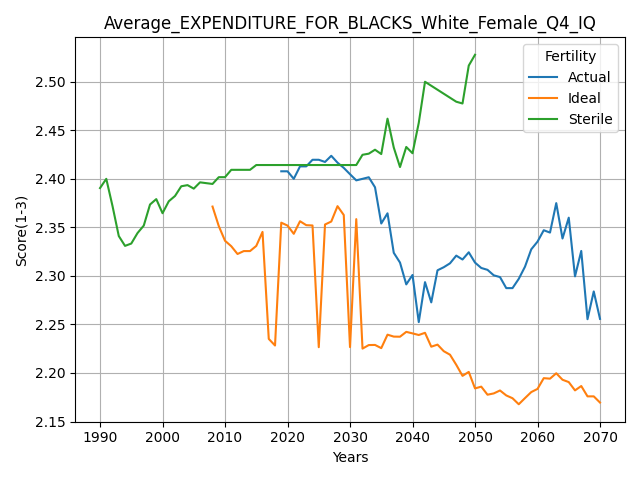 Average_EXPENDITURE_FOR_BLACKS_White_Female_Q4_IQ
Fertility
Actual
Ideal
Sterile
Score(1-3)
2.50
2.45
2.40
2.35
2.30
2.25
2.20
2.15
1990 2000 2010 2020 2030 2040 2050 2060 2070
Years